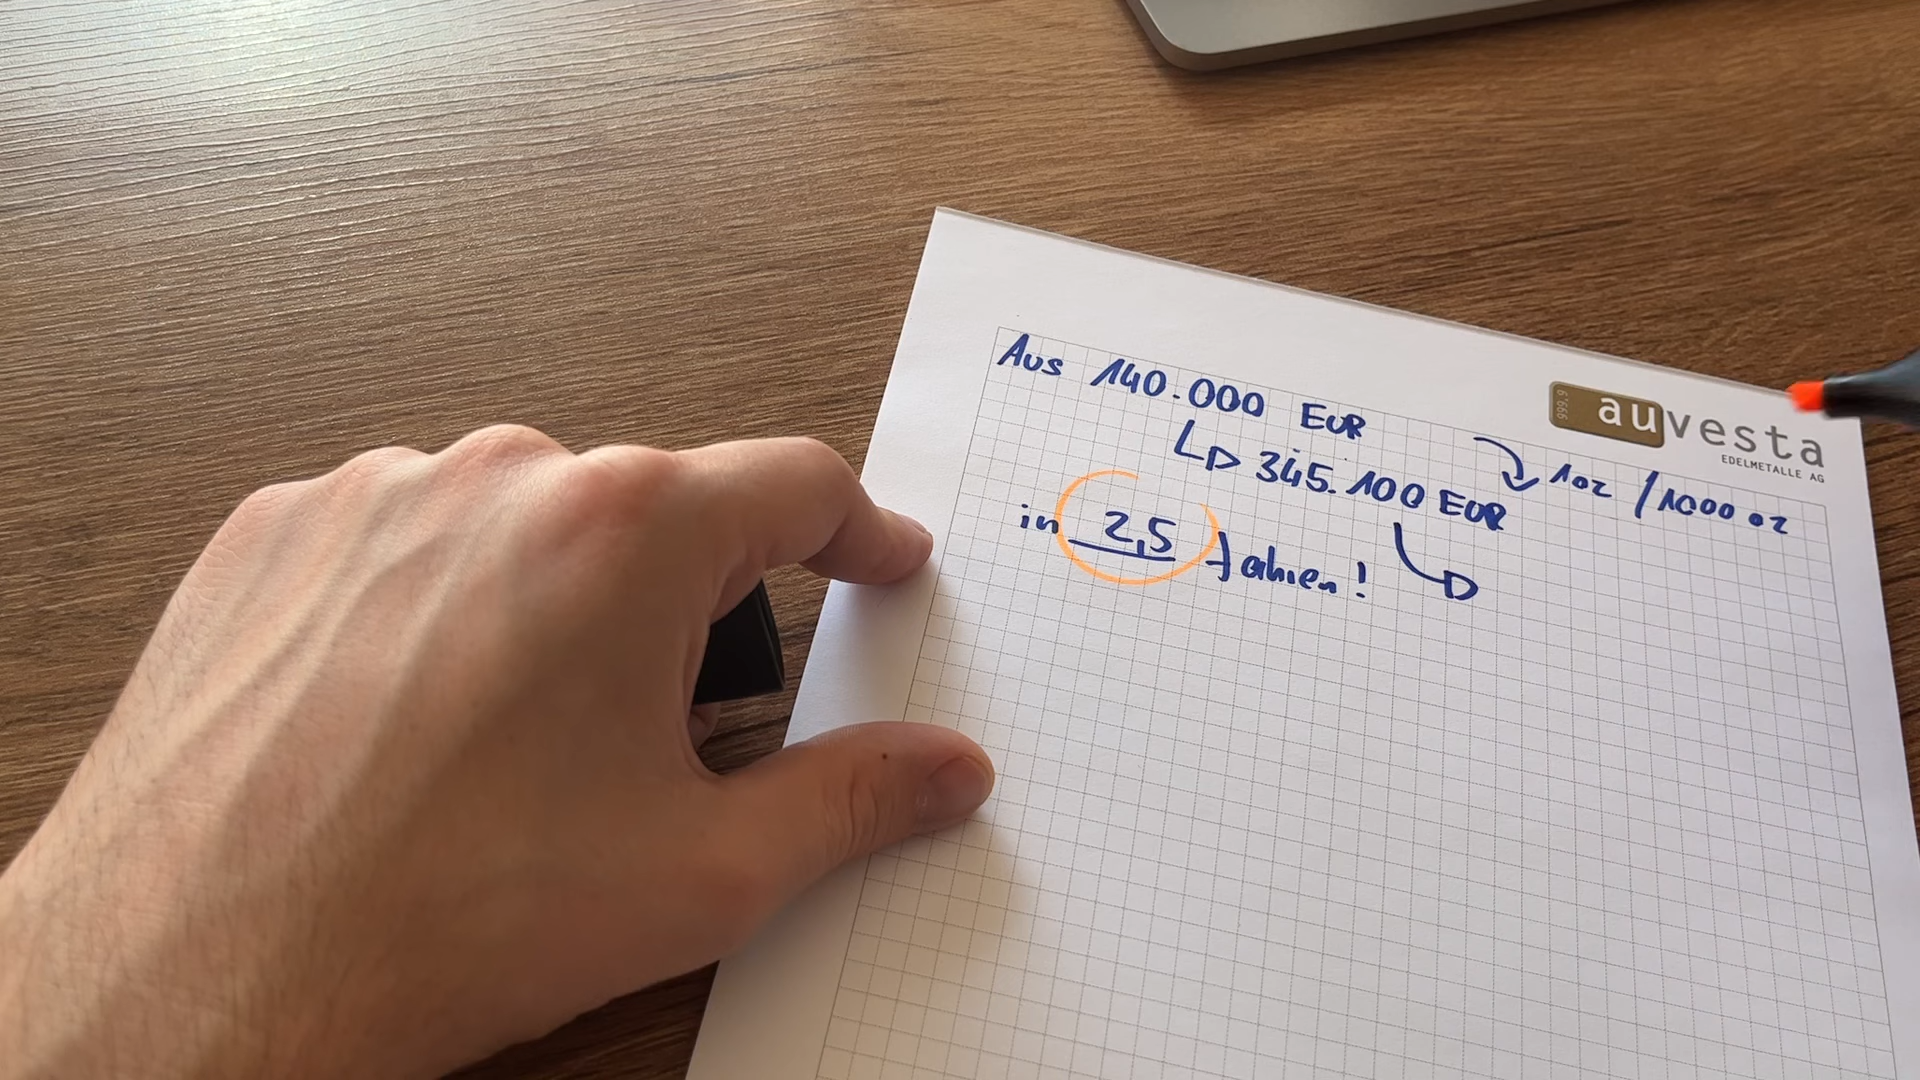 Aus 140.000 EUR
345.100 EUR
1oz / 1000 oz
in 2,5 Jahren!
999.9
auvesta
EDELMETALLE AG